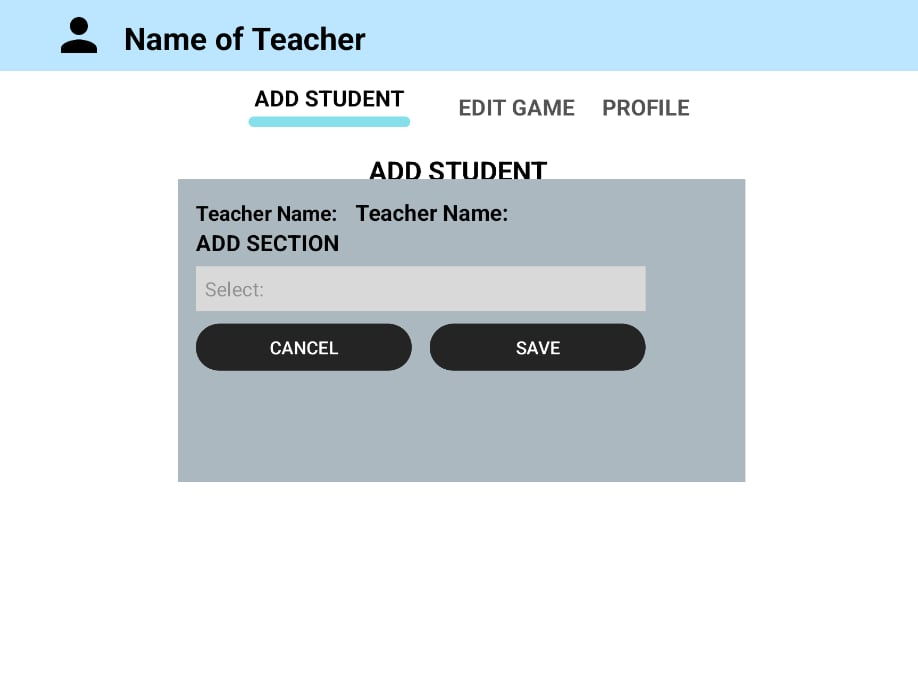 Name of Teacher
ADD STUDENT EDIT GAME PROFILE
ADD STUDENT
Teacher Name: Teacher Name:
ADD SECTION
Select:
CANCEL SAVE